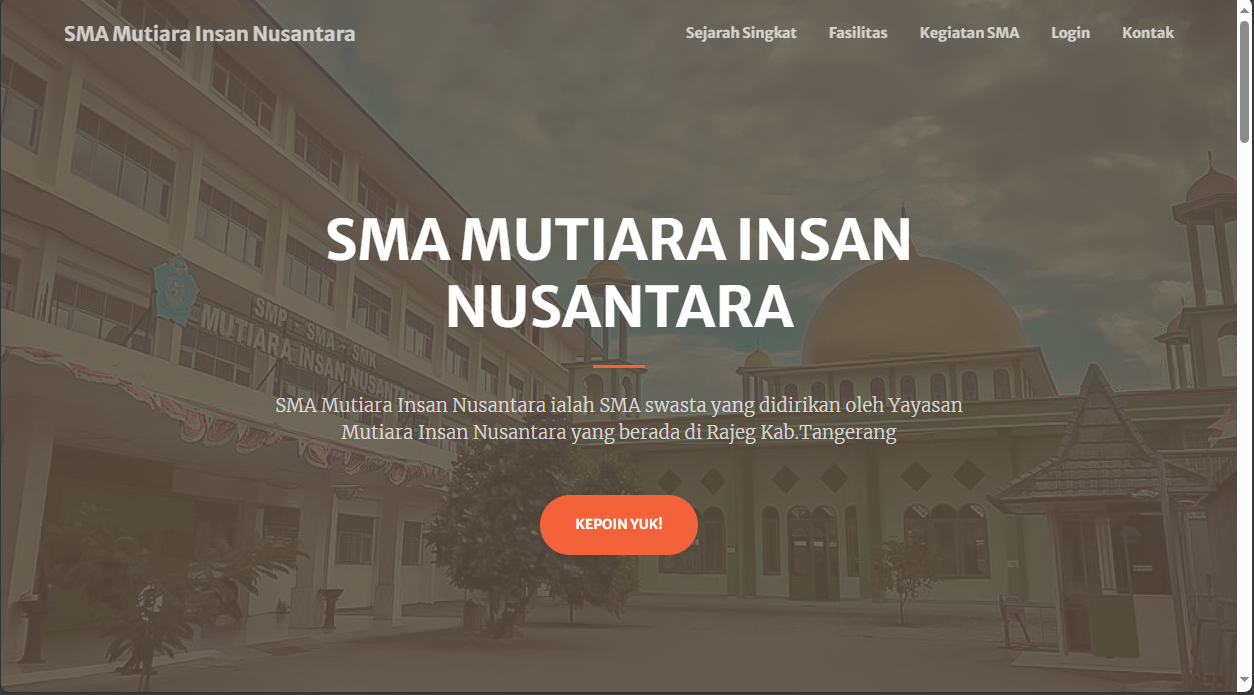 SMA Mutiara Insan Nusantara
Sejarah Singkat
Fasilitas
Kegiatan SMA
Login
Kontak
SMA MUTIARA INSAN
NUSANTARA
SMP - SMA - SMK
MUTIARA INSAN NUSANTARA
SMA Mutiara Insan Nusantara ialah SMA swasta yang didirikan oleh Yayasan
Mutiara Insan Nusantara yang berada di Rajeg Kab.Tangerang
KEPOIN YUK!